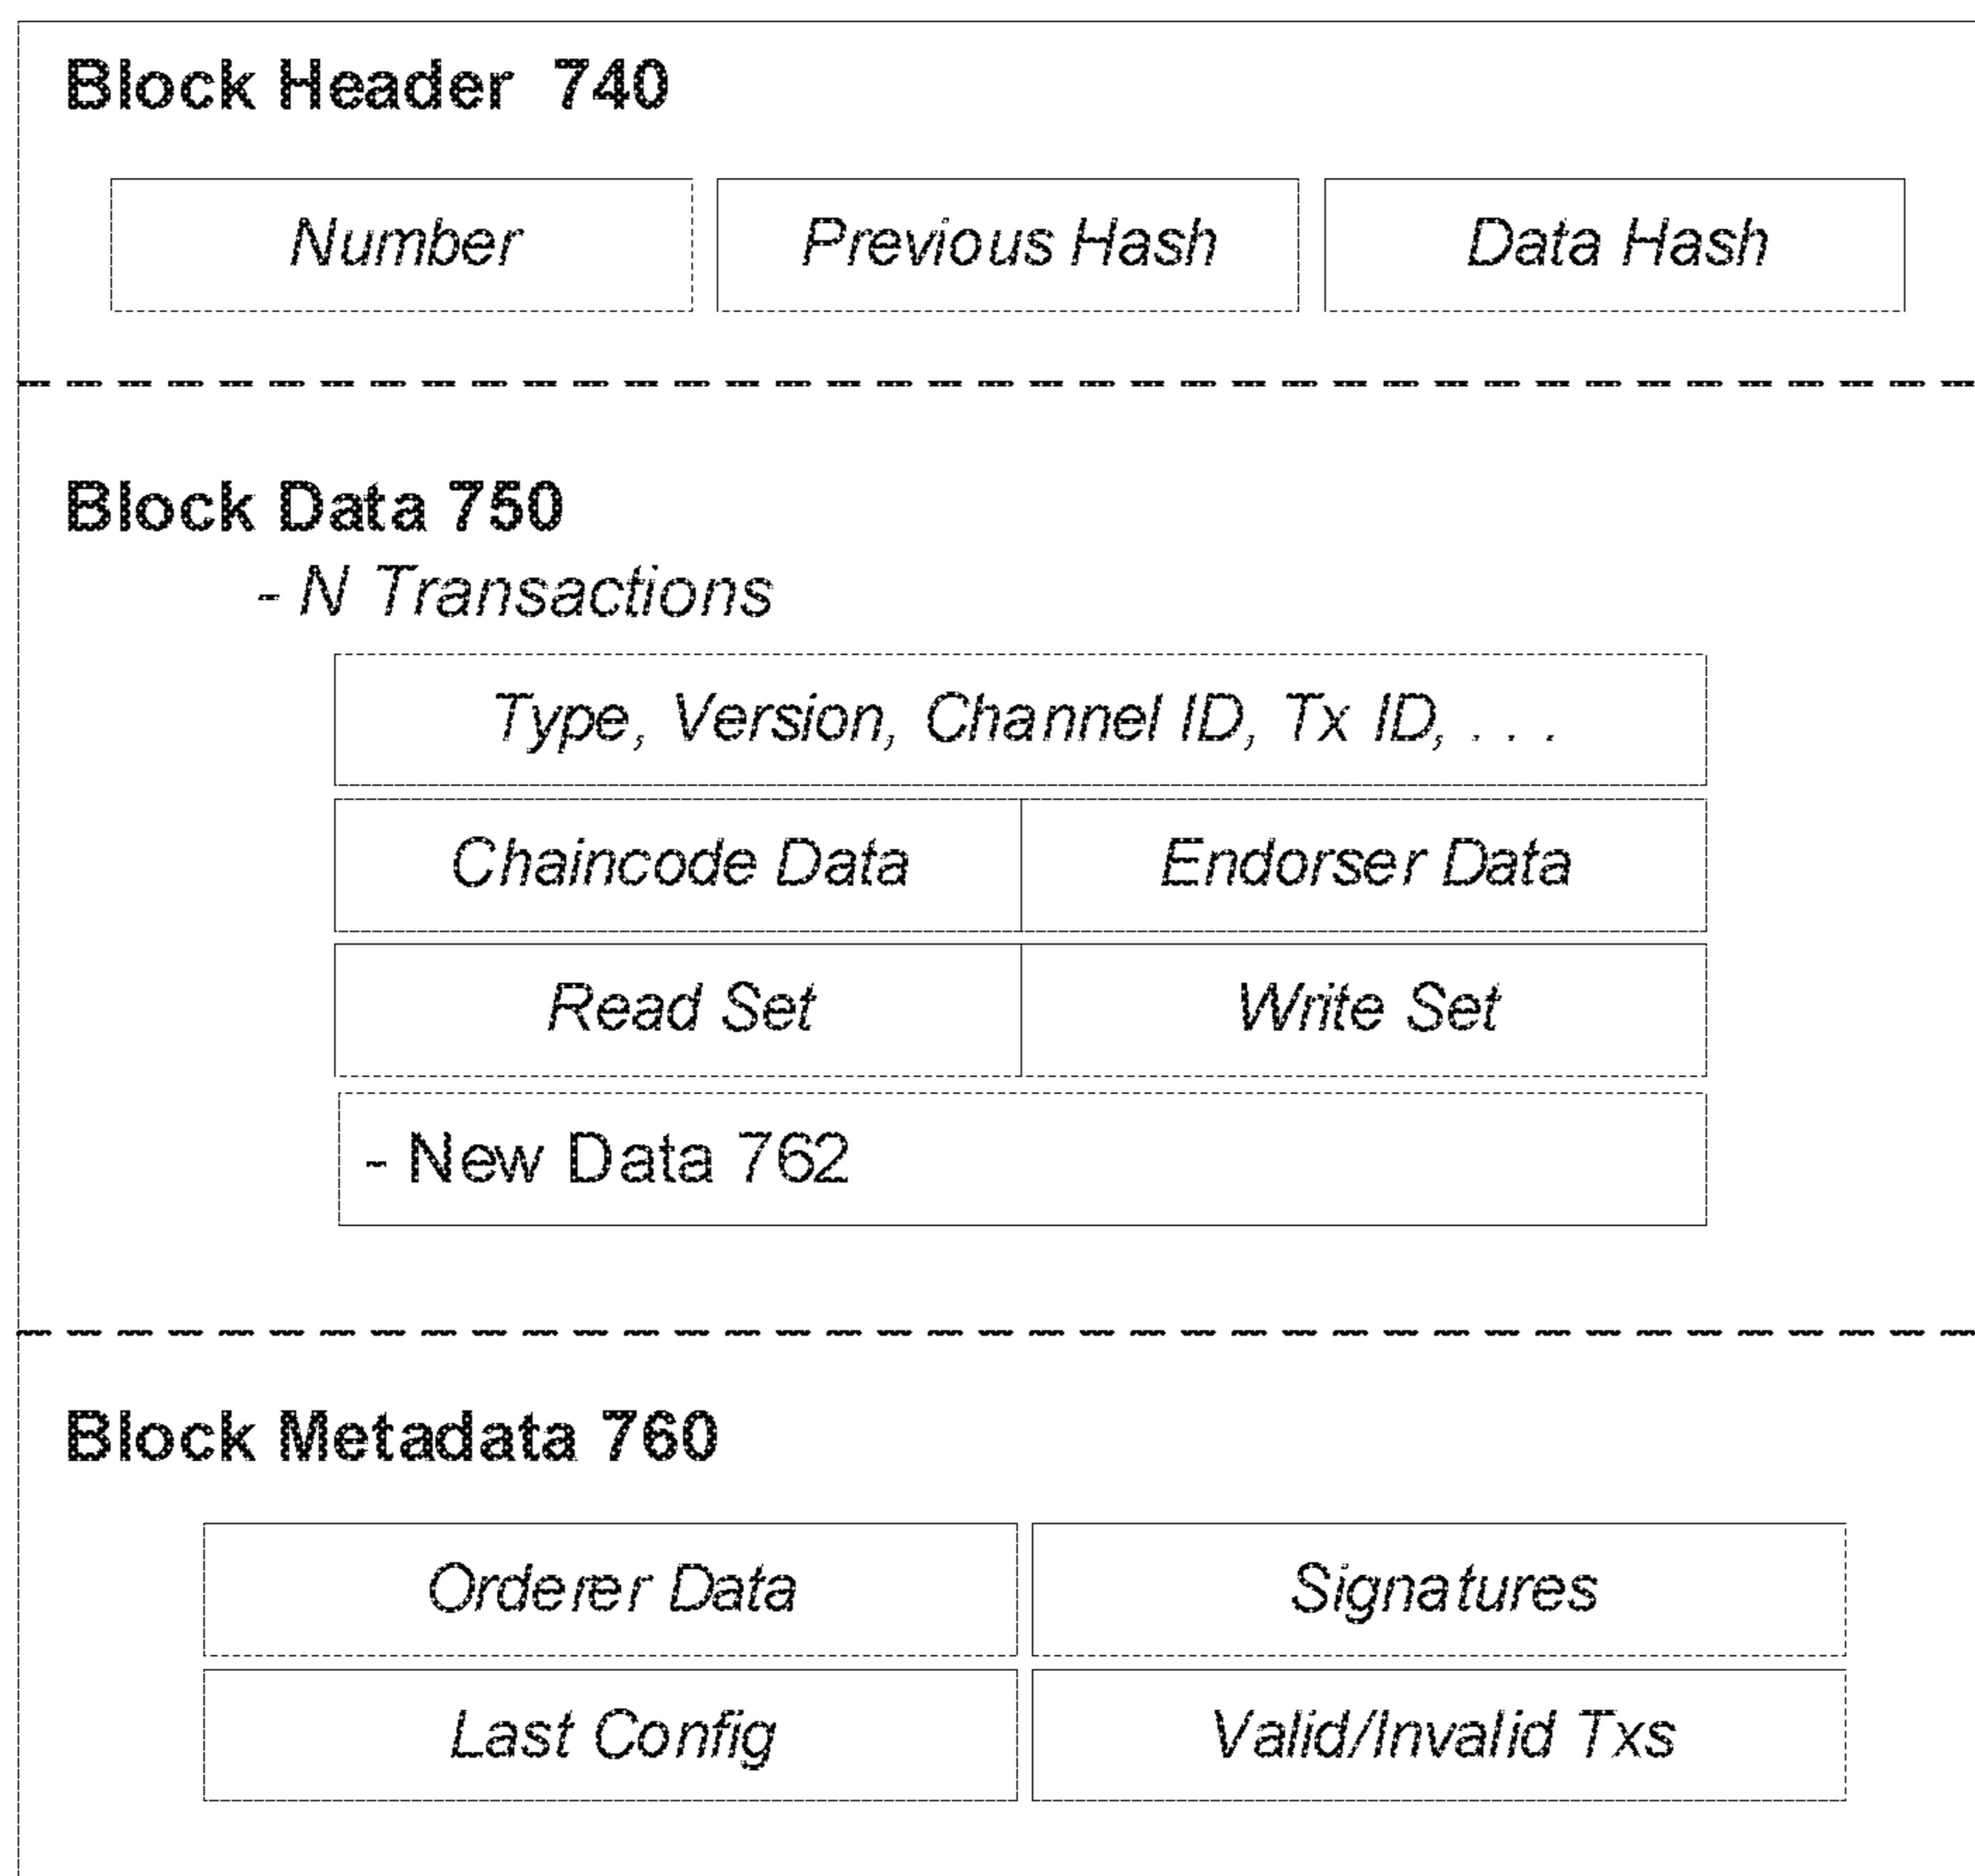 Block Header 740
Number Previous Hash Data Hash
Block Data 750
- N Transactions
Type, Version, Channel ID, Tx ID, . . .
Chaincode Data Endorser Data
Read Set Write Set
- New Data 762
Block Metadata 760
Orderer Data Signatures
Last Config Valid/Invalid Txs